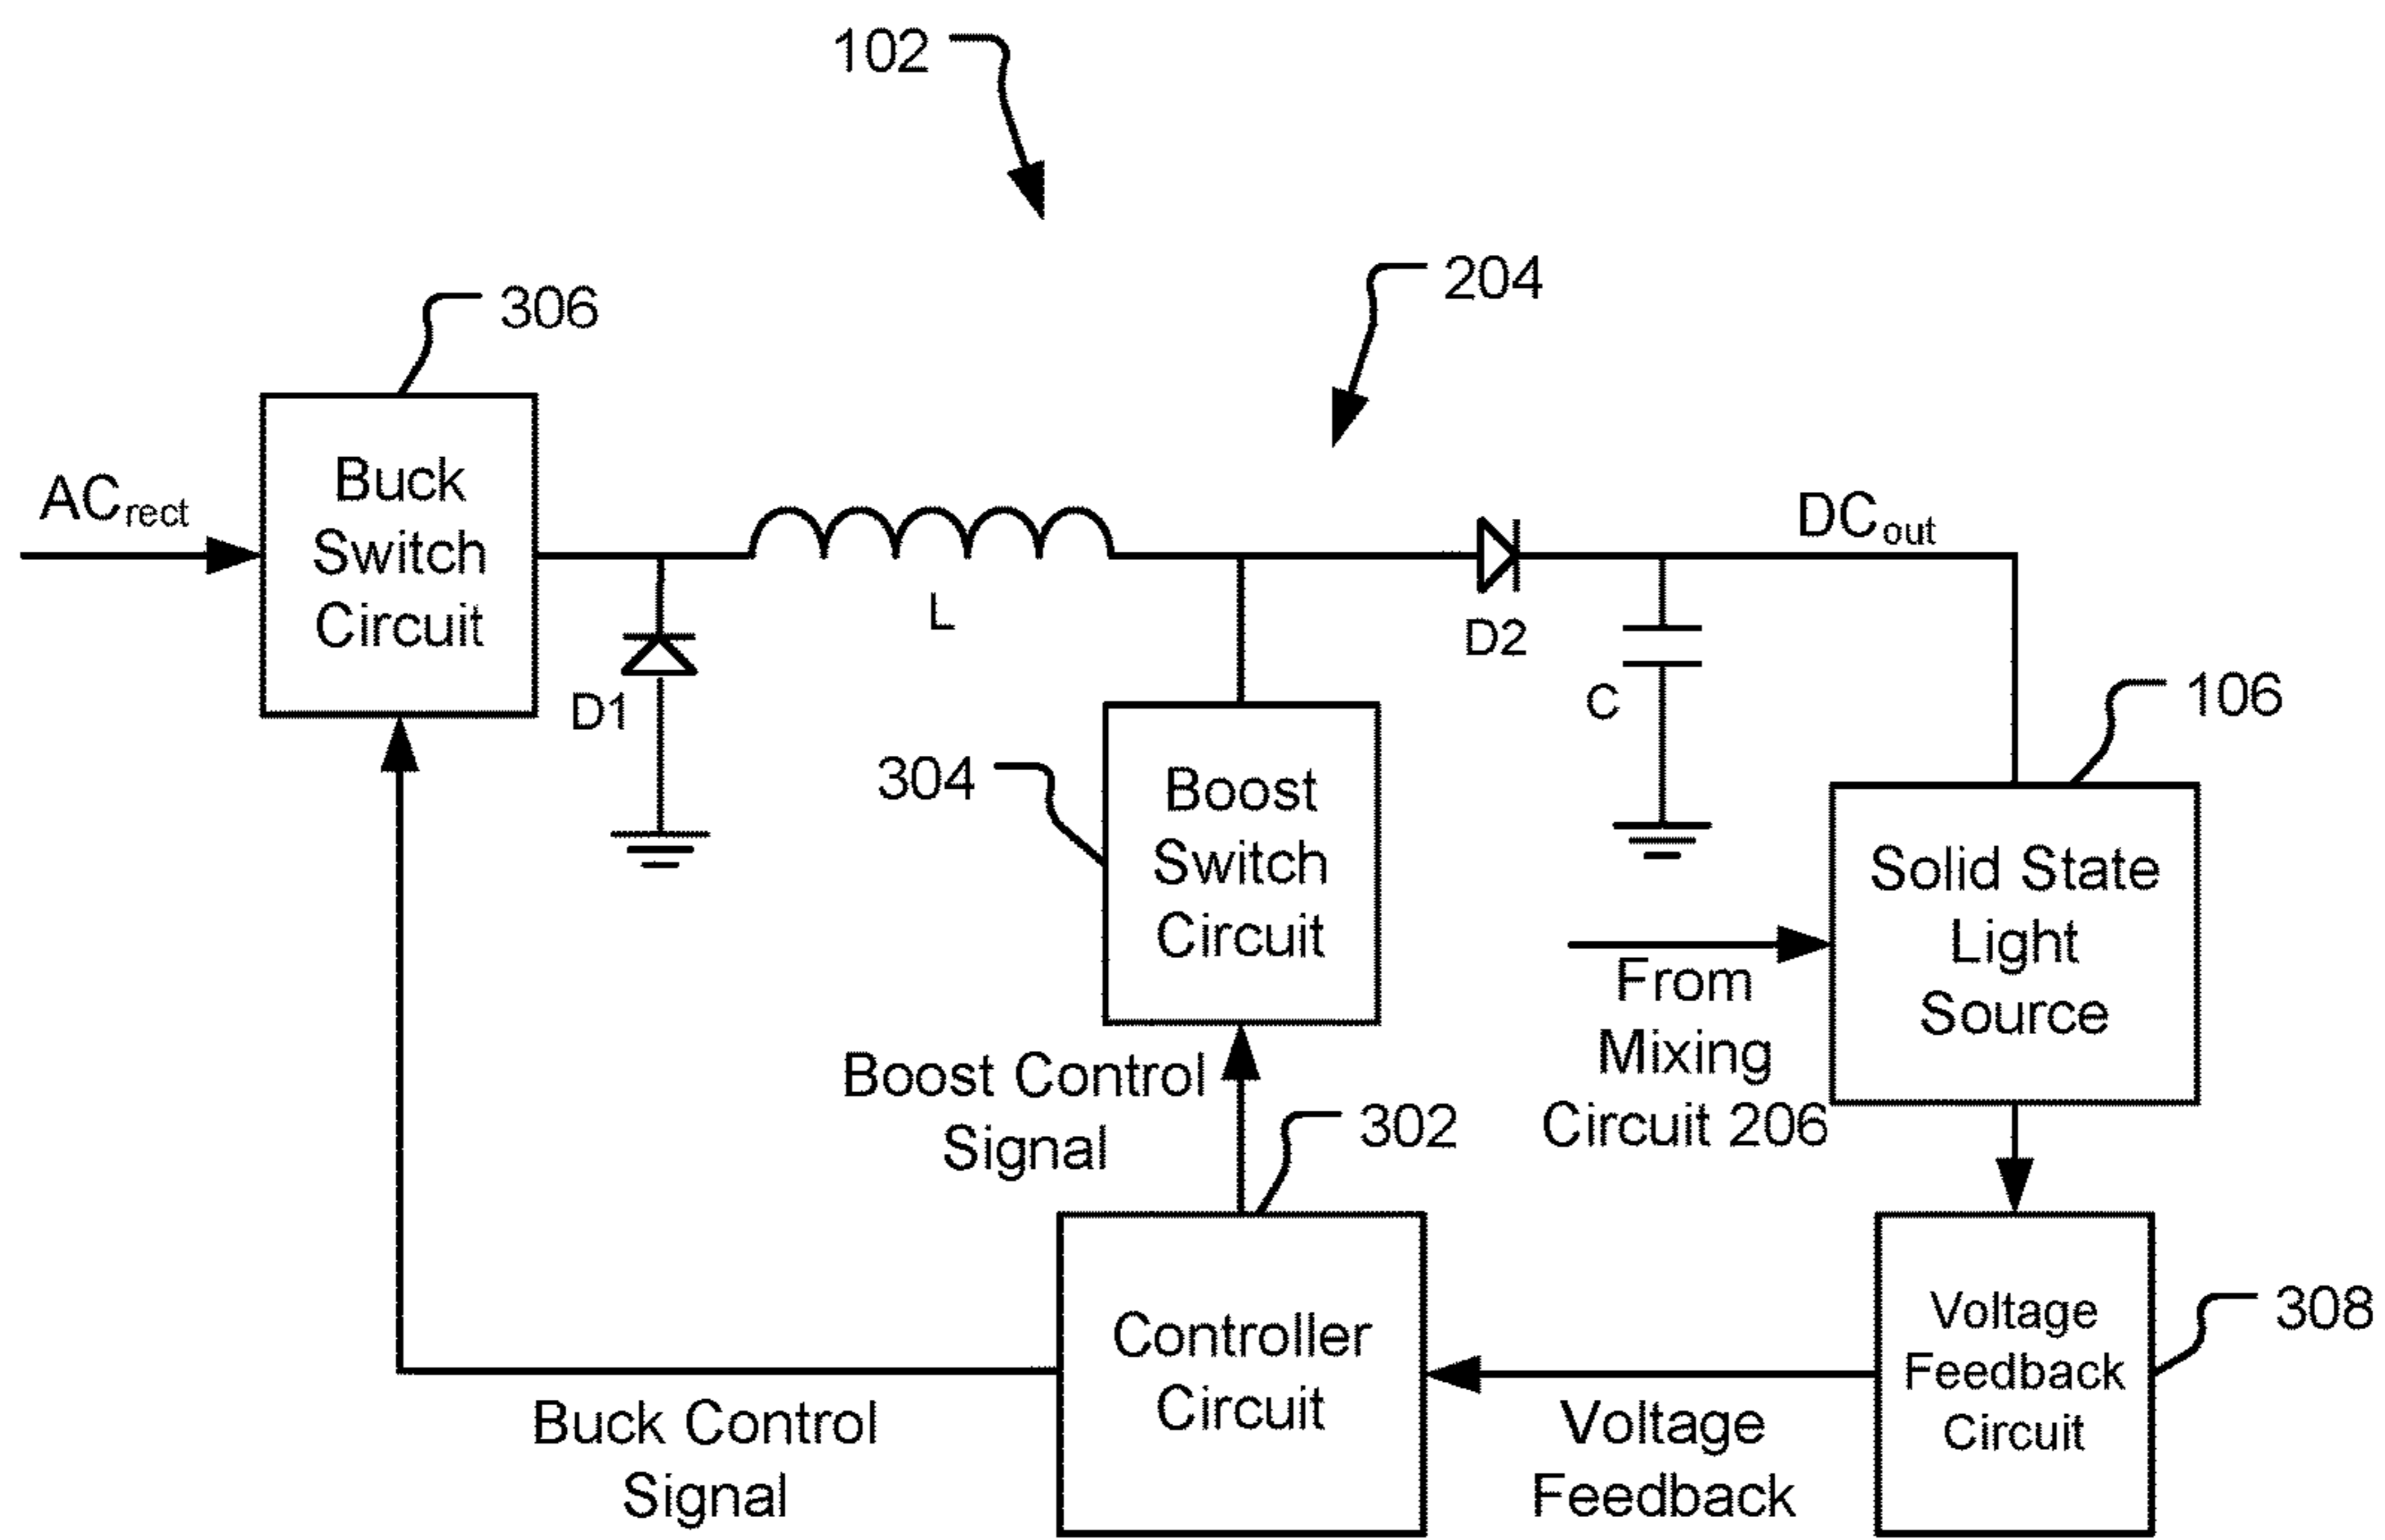 102
204
306
ACrect
Buck
Switch
Circuit
L
D1
D2
DCout
C
106
304
Boost
Switch
Circuit
Solid State
Light
Source
From
Mixing
Circuit 206
Boost Control
Signal
302
Controller
Circuit
Voltage
Feedback
Circuit
308
Buck Control
Signal
Voltage
Feedback